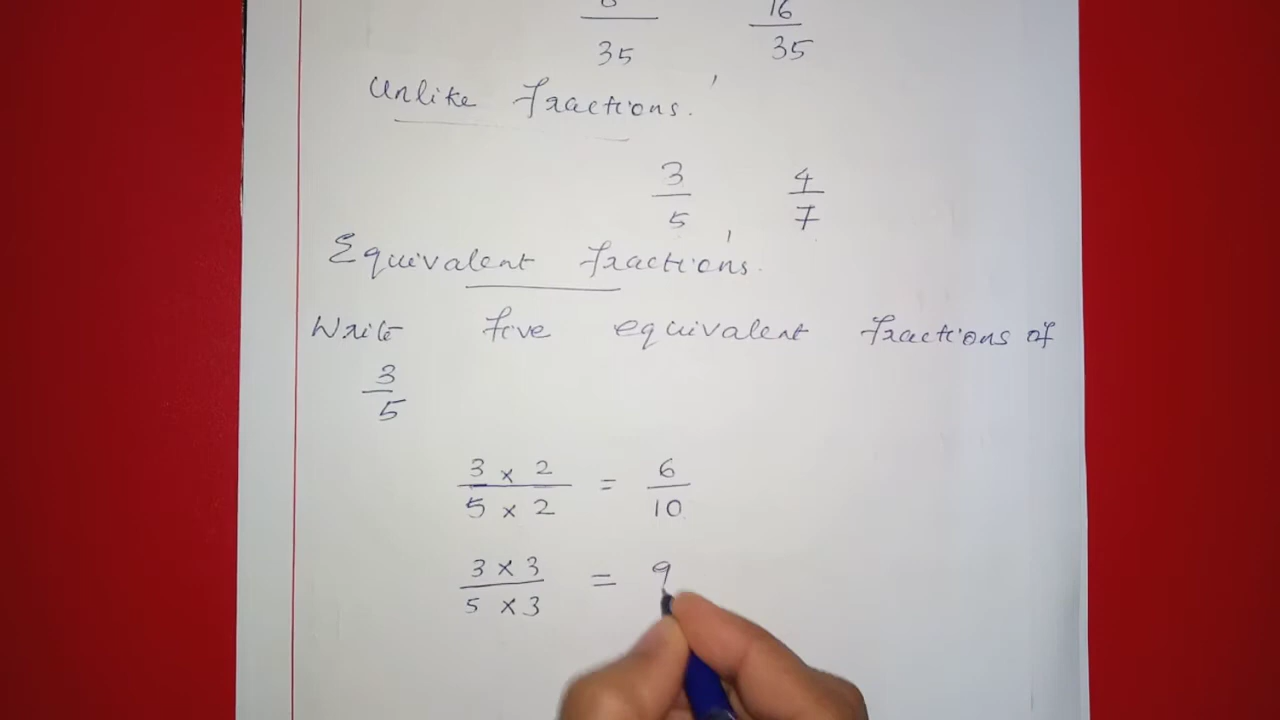 16
35 35
Unlike fractions.
3 , 4
5 7
Equivalent fractions.
Write five equivalent fractions of
3
5
3 x 2 = 6
5 x 2 10
3 x 3 = 9
5 x 3